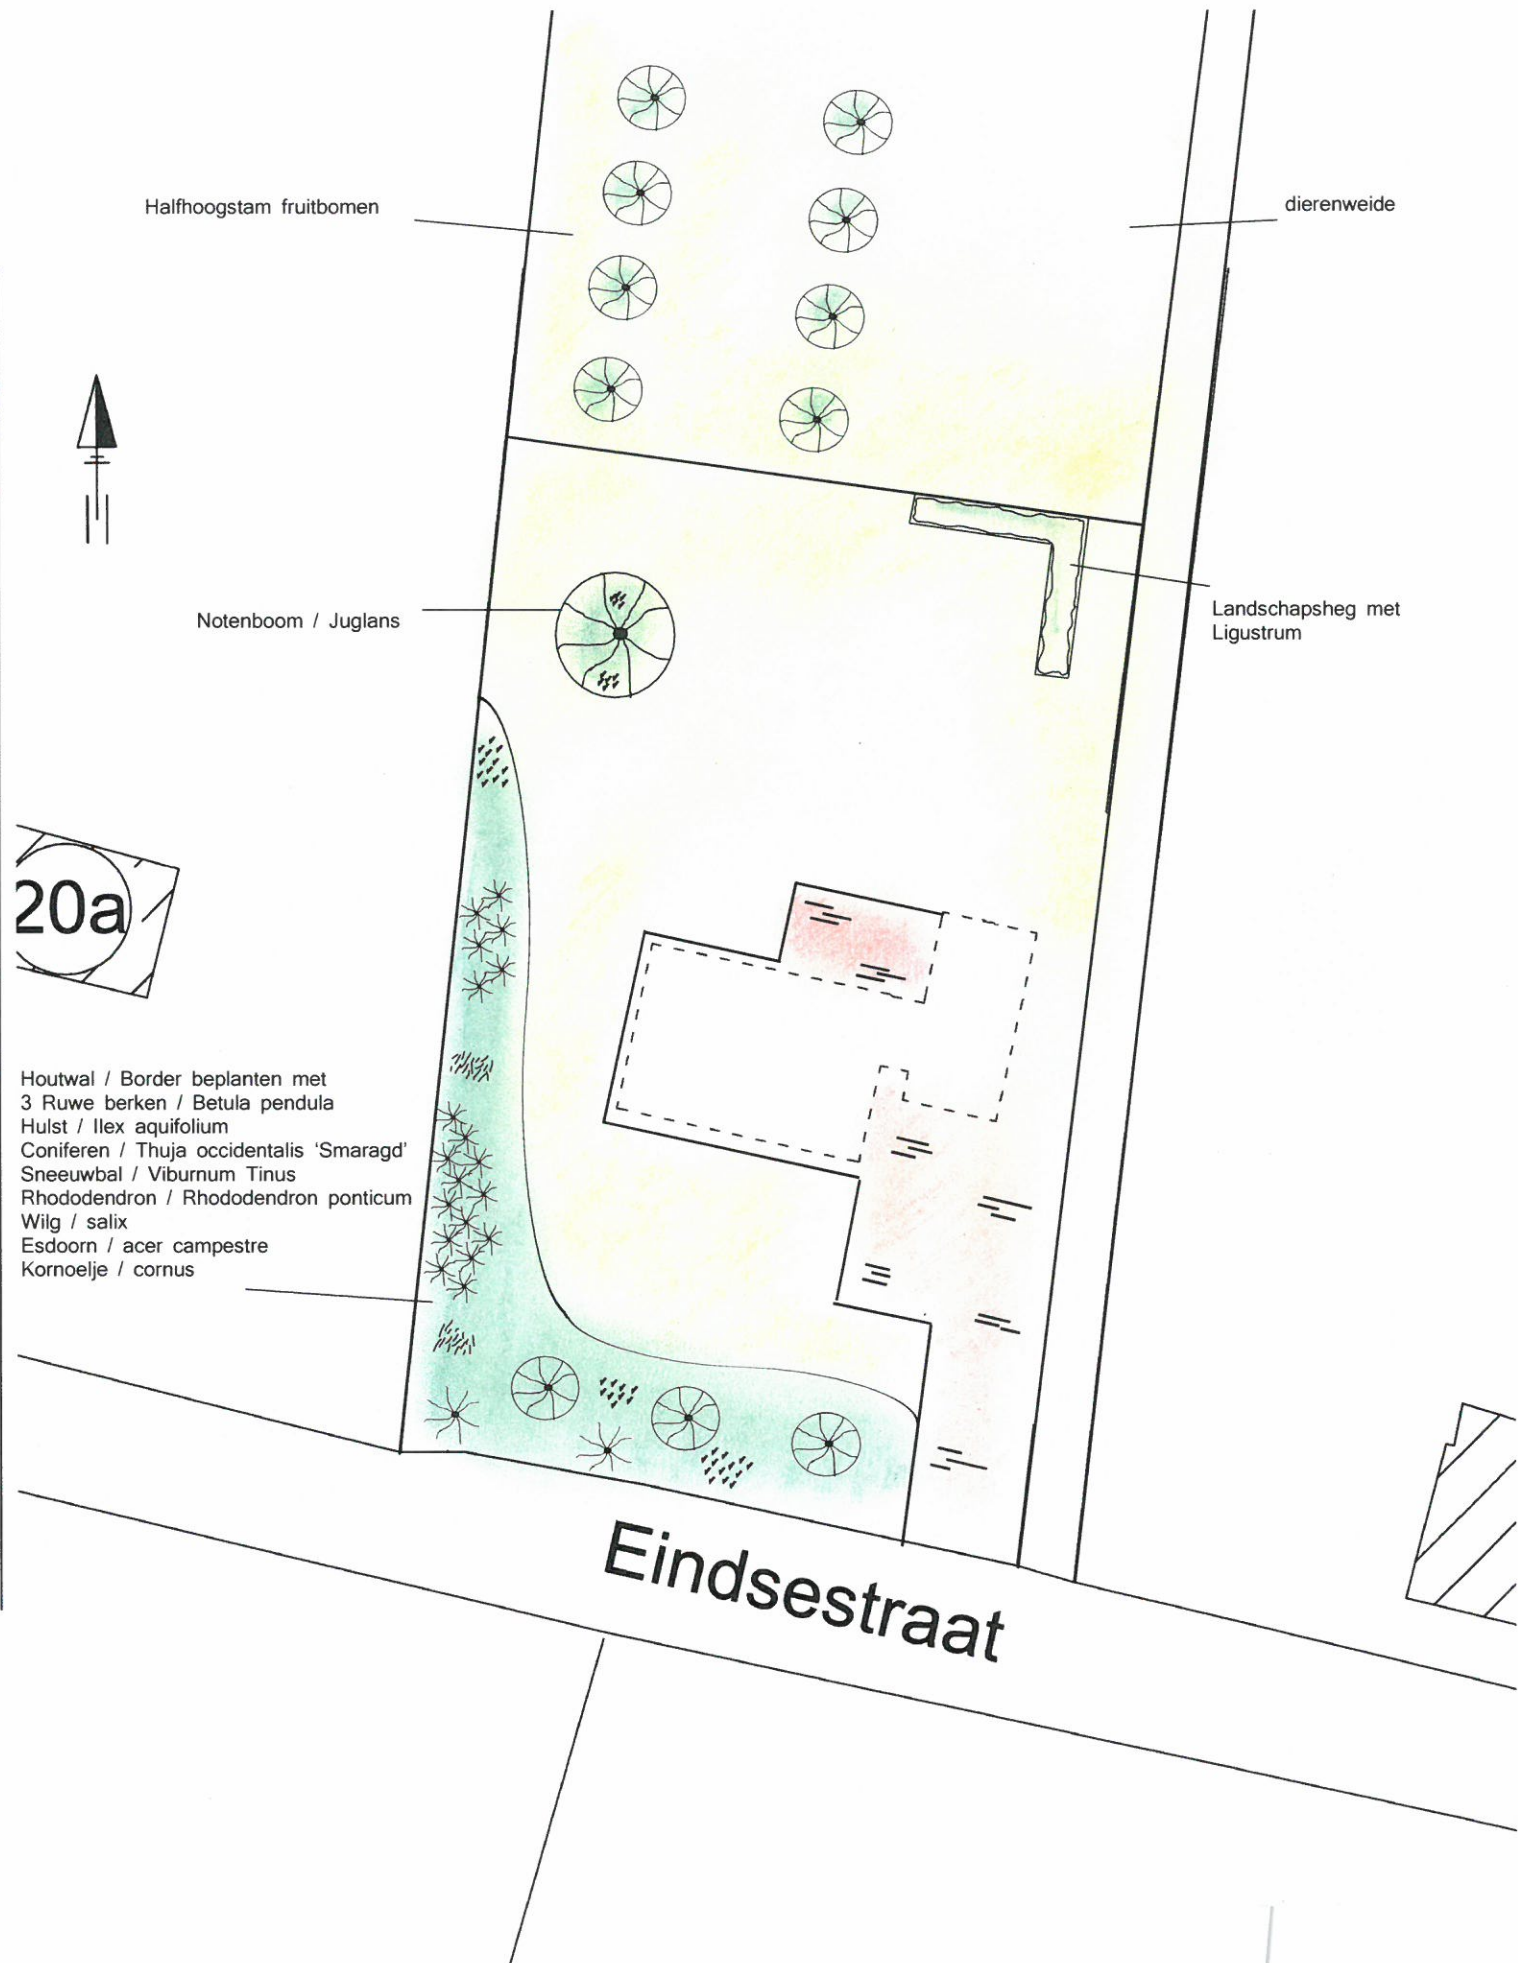 Halfhoogstam fruitbomen
dierenweide
Notenboom / Juglans
Landschapsheg met
Ligustrum
20a
Houtwal / Border beplanten met
3 Ruwe berken / Betula pendula
Hulst / Ilex aquifolium
Coniferen / Thuja occidentalis ‘Smaragd’
Sneeuwbal / Viburnum Tinus
Rhododendron / Rhododendron ponticum
Wilg / salix
Esdoorn / acer campestre
Kornoelje / cornus
Eindsestraat